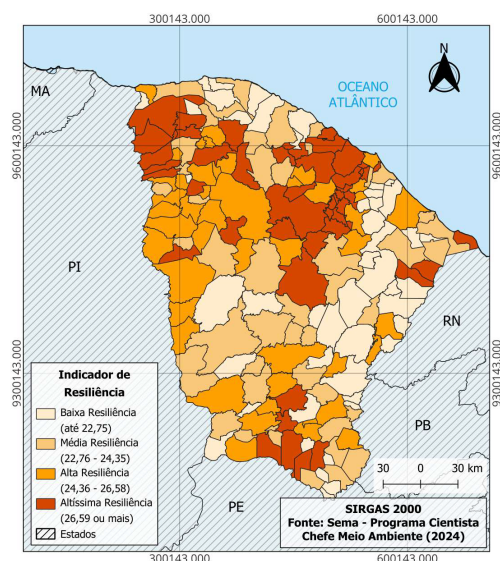 300143.000
600143.000
MA
OCEANO
ATLÂNTICO
N
9600143.000
9600143.000
PI
RN
9300143.000
9300143.000
PB
PE
Indicador de
Resiliência
Baixa Resiliência
(até 22,75)
Média Resiliência
(22,76 - 24,35)
Alta Resiliência
(24,36 - 26,58)
Altíssima Resiliência
(26,59 ou mais)
Estados
30 0 30 km
SIRGAS 2000
Fonte: Sema - Programa Cientista
Chefe Meio Ambiente (2024)
300143.000
600143.000